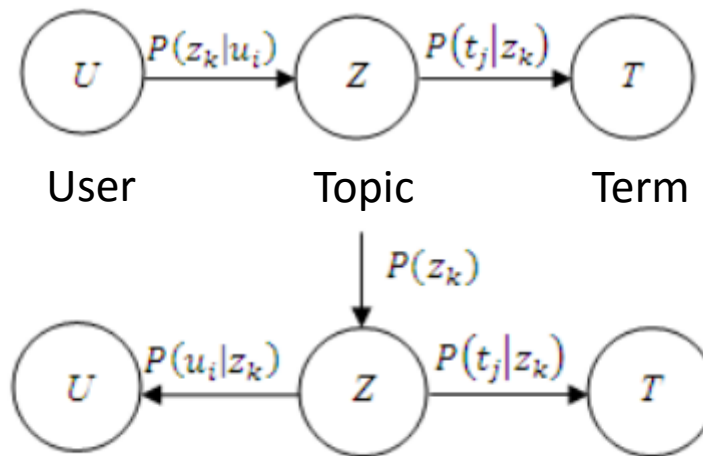 P(z_k|u_i) P(t_j|z_k)
U Z T
User Topic Term
P(z_k)
P(u_i|z_k) P(t_j|z_k)
U Z T